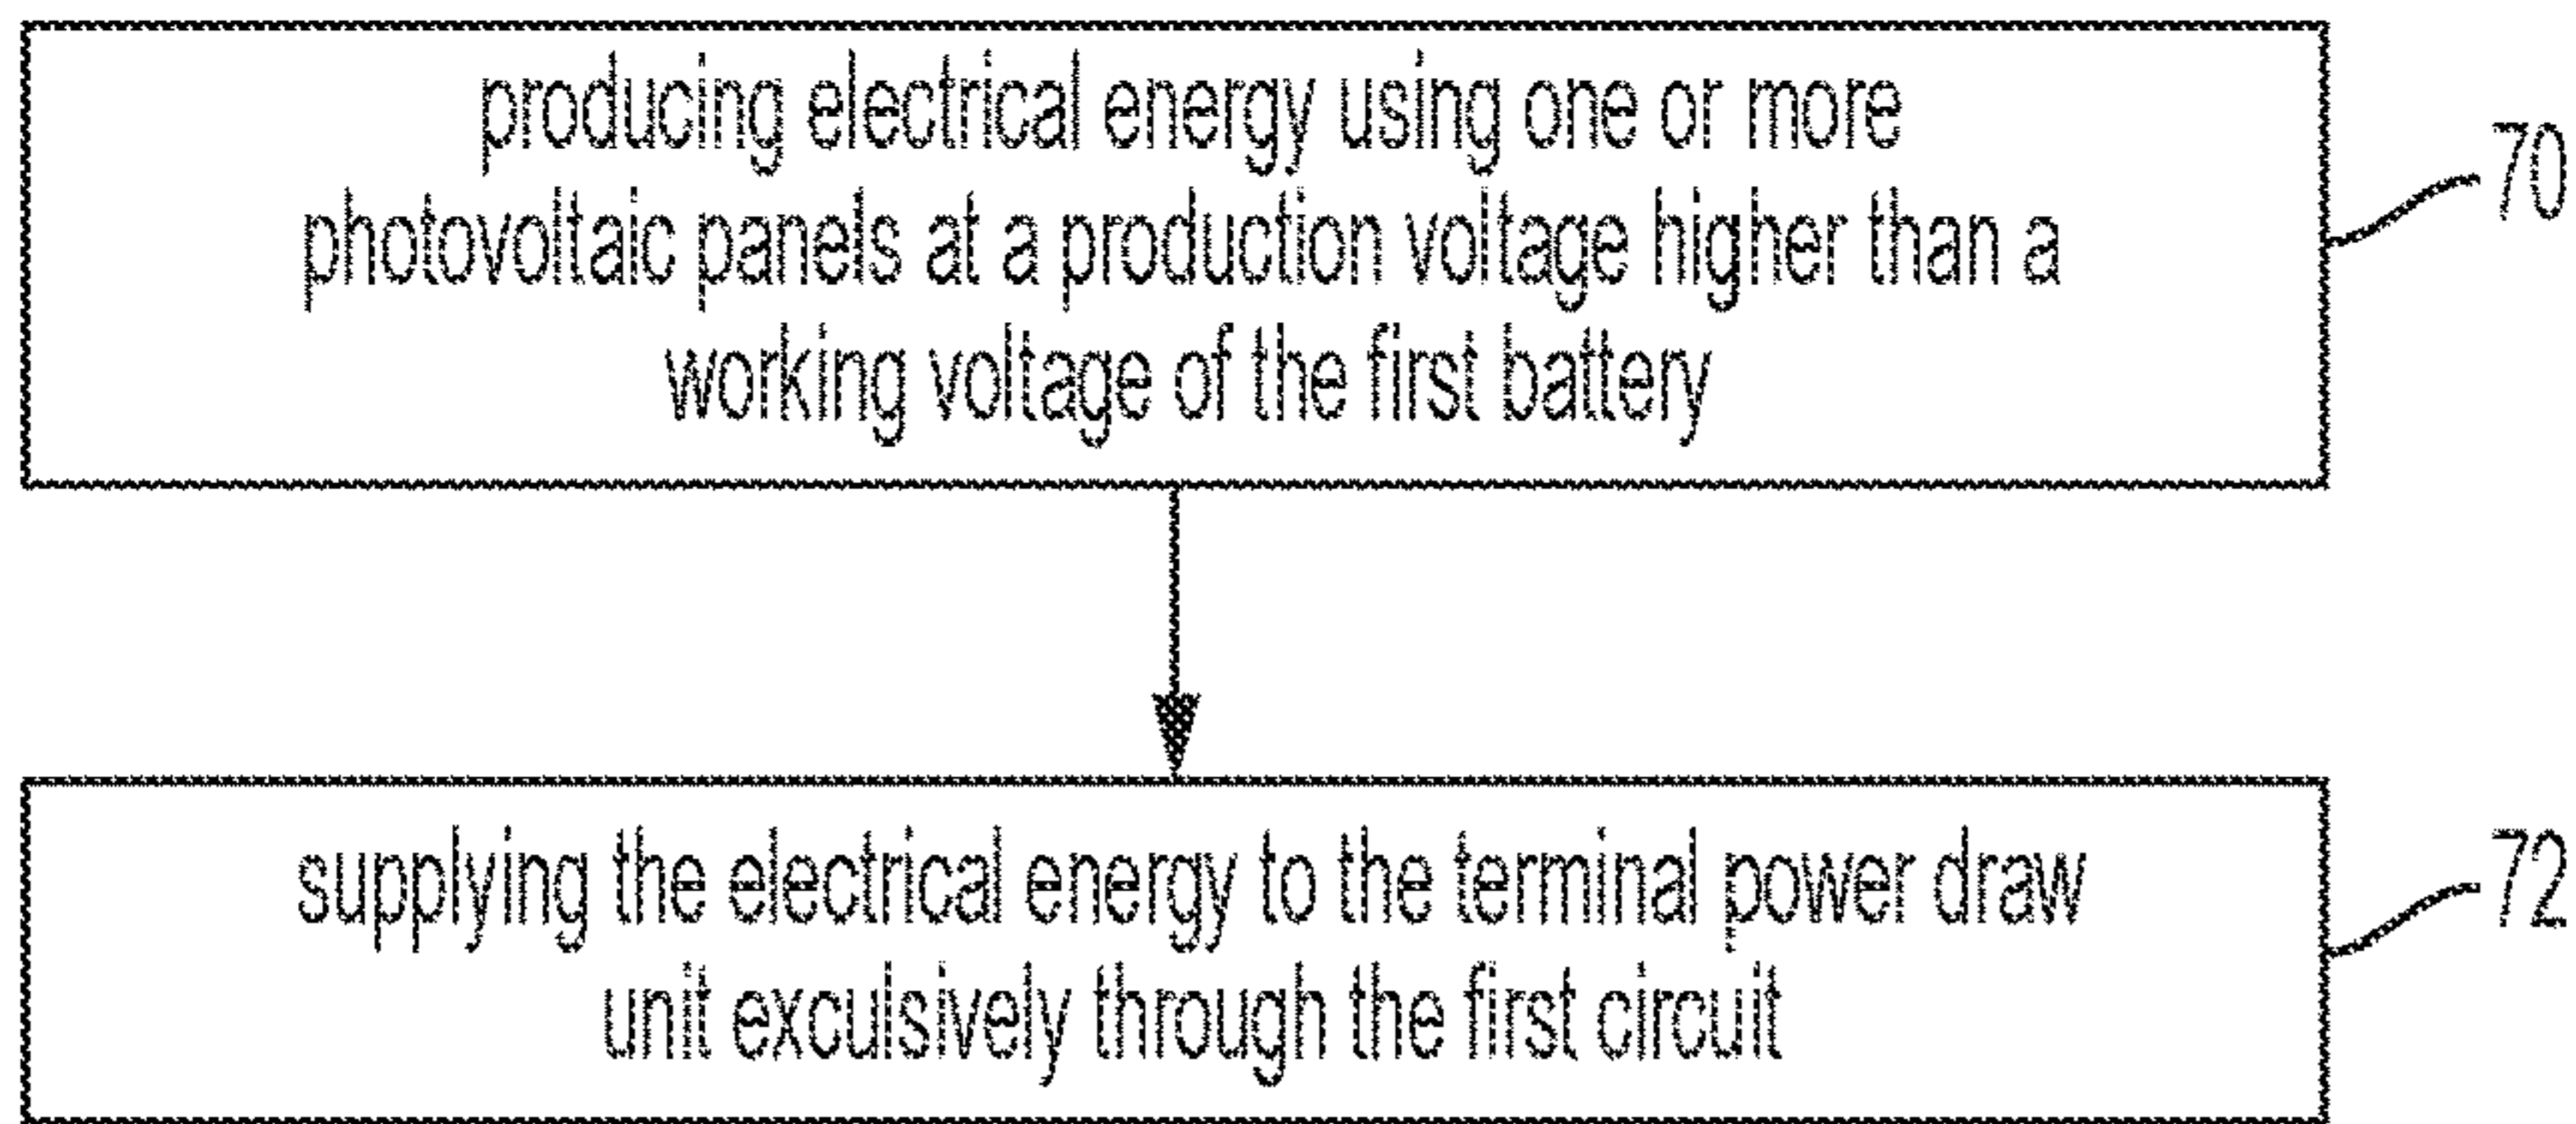 producing electrical energy using one or more
photovoltaic panels at a production voltage higher than a
working voltage of the first battery
70
supplying the electrical energy to the terminal power draw
unit exculsively through the first circuit
72